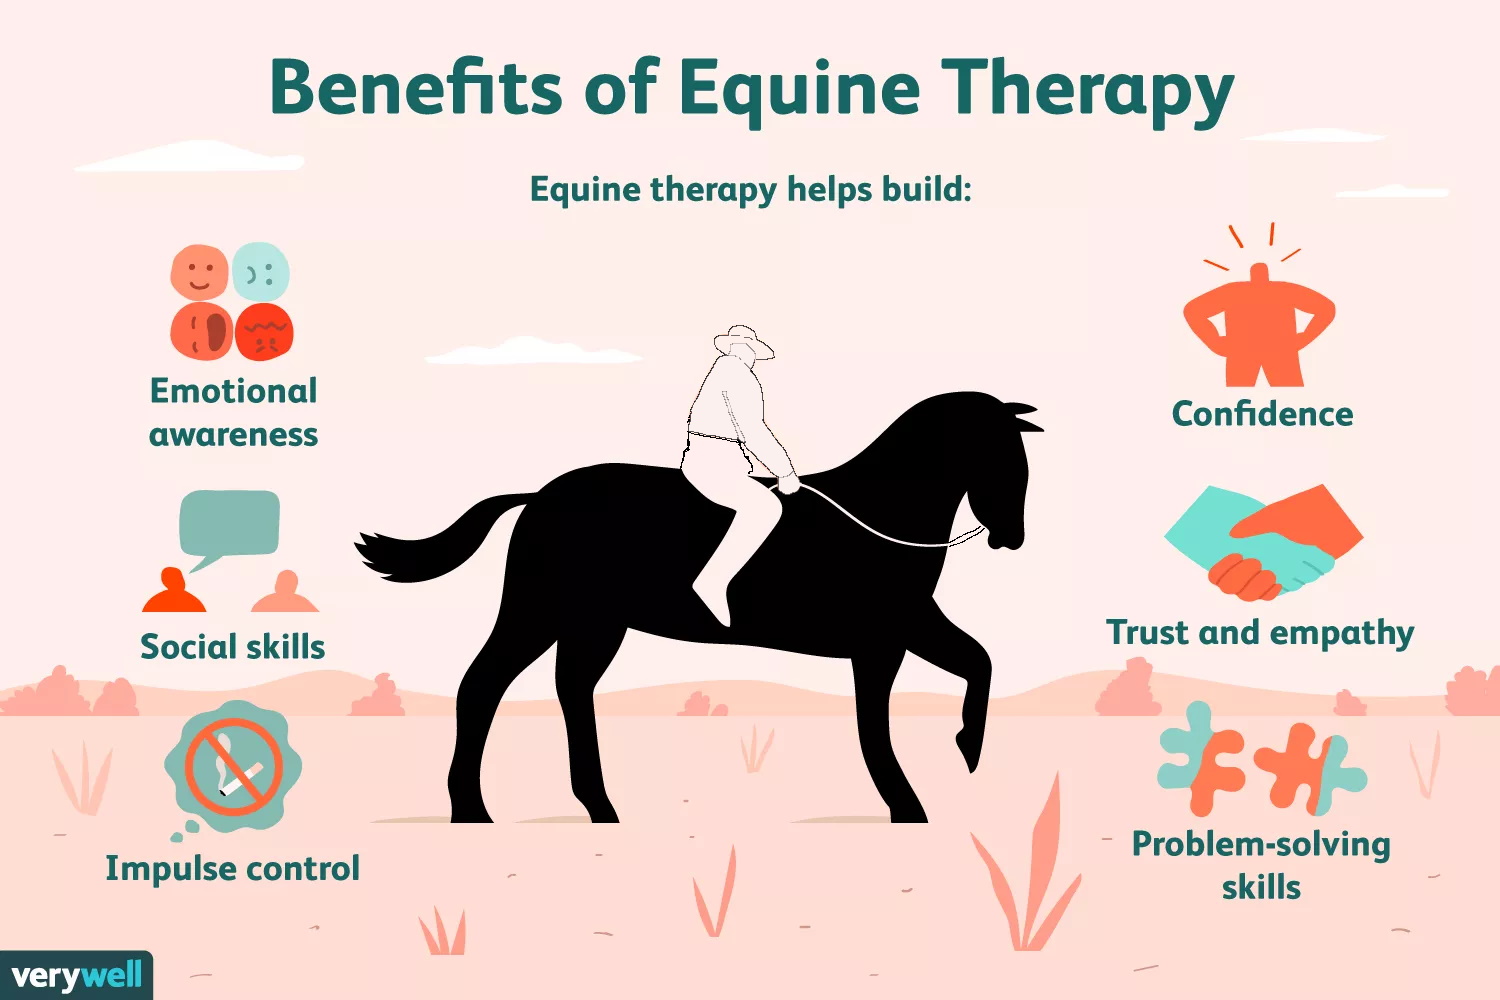 Benefits of Equine Therapy
Equine therapy helps build:
Emotional
awareness
Social skills
Impulse control
Confidence
Trust and empathy
Problem-solving
skills
verywell